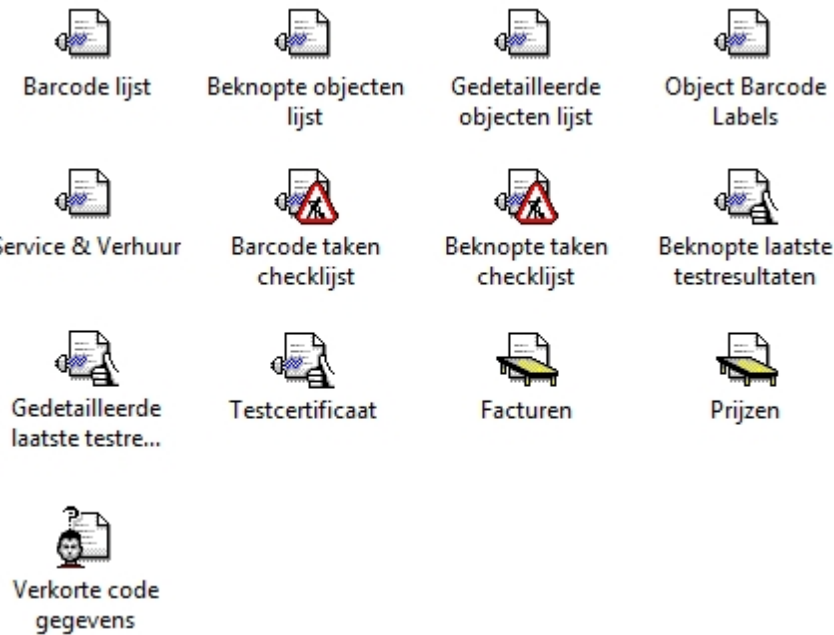 Barcode lijst
Beknopte objecten
lijst
Gedetailleerde
objecten lijst
Object Barcode
Labels
Service & Verhuur
Barcode taken
checklijst
Beknopte taken
checklijst
Beknopte laatste
testresultaten
Gedetailleerde
laatste testre...
Testcertificaat
Facturen
Prijzen
Verkorte code
gegevens